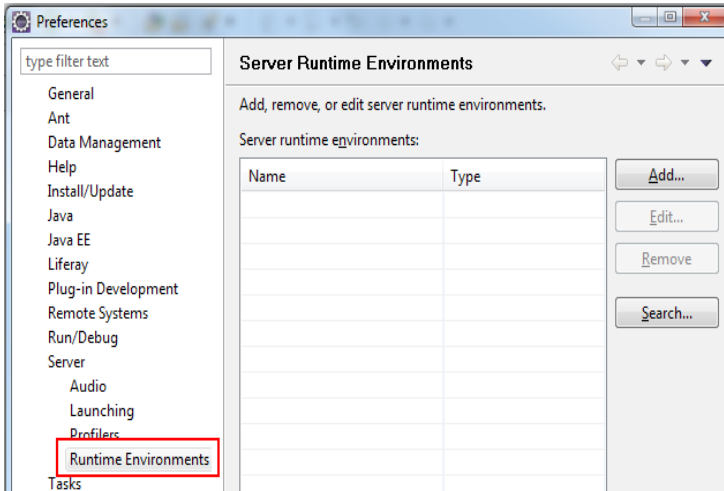 Preferences
type filter text
General
Ant
Data Management
Help
Install/Update
Java
Java EE
Liferay
Plug-in Development
Remote Systems
Run/Debug
Server
Audio
Launching
Profilers
Runtime Environments
Tasks
Server Runtime Environments
Add, remove, or edit server runtime environments.
Server runtime environments:
Name Type
Add...
Edit...
Remove
Search...